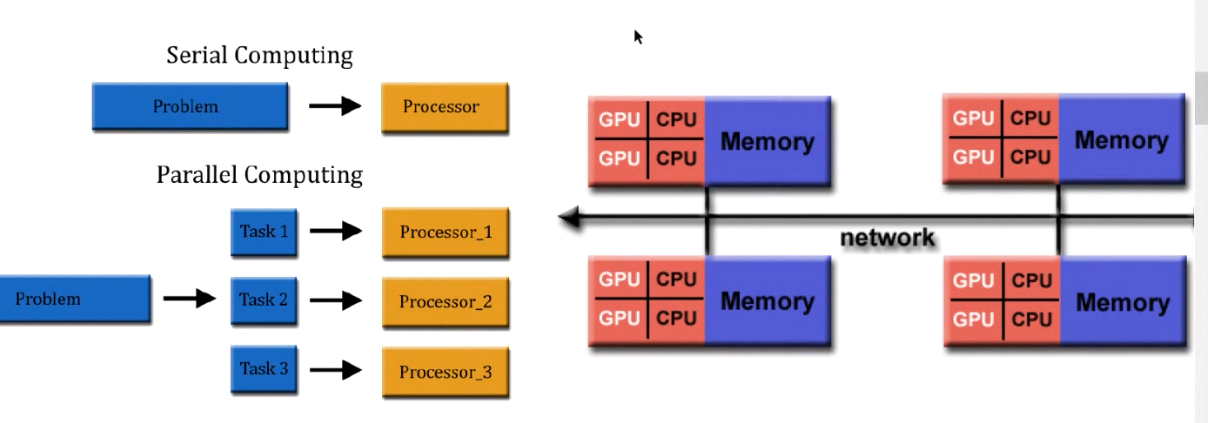 Serial Computing
Problem
Processor
Parallel Computing
Task 1
Processor_1
Problem
Task 2
Processor_2
Task 3
Processor_3
GPU CPU
GPU CPU
Memory
GPU CPU
GPU CPU
Memory
network
GPU CPU
GPU CPU
Memory
GPU CPU
GPU CPU
Memory